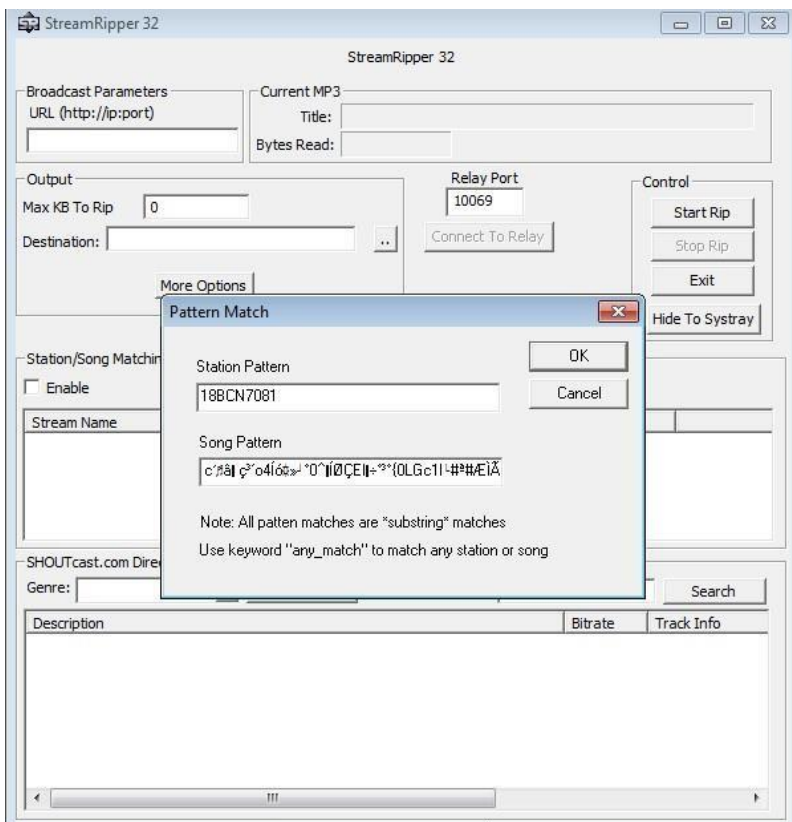 StreamRipper 32
StreamRipper 32
Broadcast Parameters
URL (http://ip:port)
Current MP3
Title:
Bytes Read:
Output
Max KB To Rip 0
Destination: ..
More Options
Relay Port
10069
Connect To Relay
Control
Start Rip
Stop Rip
Exit
Hide To Systray
Station/Song Matchin
Enable
Stream Name
Pattern Match
Station Pattern
18BCN7081
Song Pattern
OK
Cancel
Note: All patten matches are *substring* matches
Use keyword "any_match" to match any station or song
SHOUTcast.com Dire
Genre:
Search
Description Bitrate Track Info